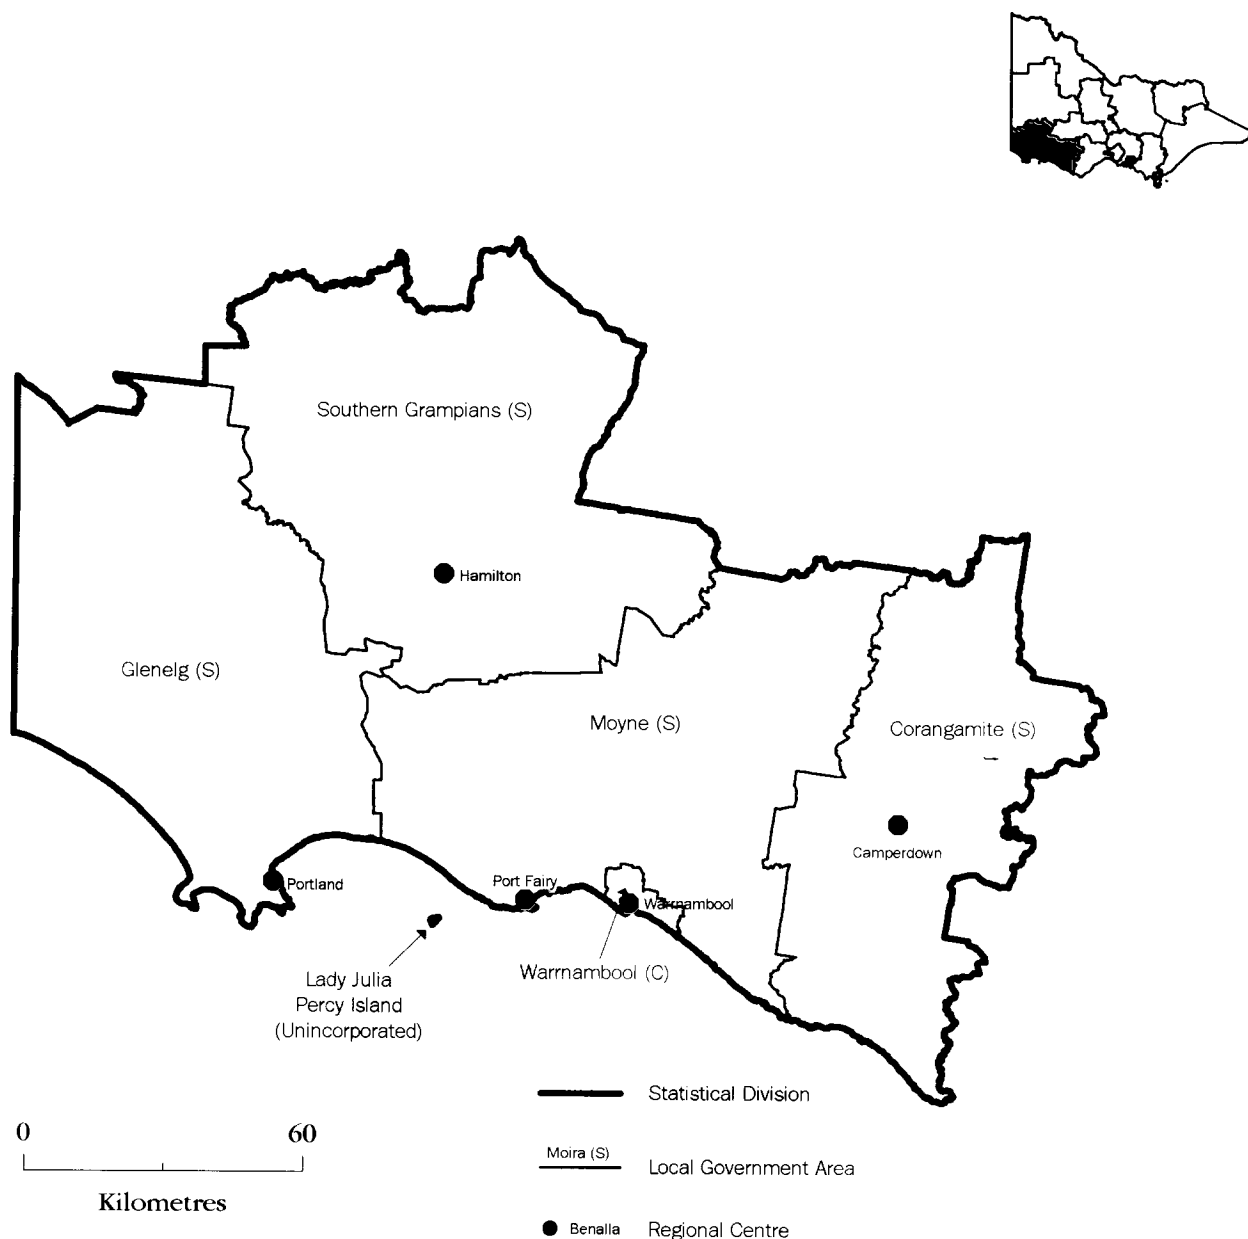 Southern Grampians (S)
Hamilton
Glenelg (S)
Moyne (S)
Corangamite (S)
Camperdown
Portland
Port Fairy
Warrnambool
Warrnambool (C)
Lady Julia
Percy Island
(Unincorporated)
Statistical Division
0 60
Kilometres
Moira (S)
Local Government Area
Benalla Regional Centre